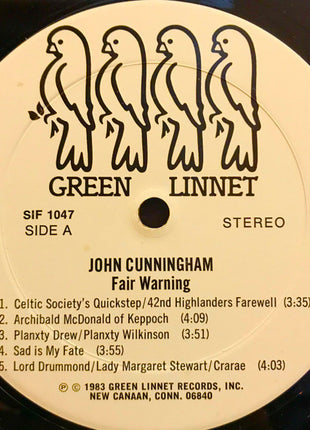 GREEN LINNET
SIF 1047
SIDE A
STEREO
JOHN CUNNINGHAM
Fair Warning
1. Celtic Society's Quickstep/42nd Highlanders Farewell (3:35)
2. Archibald McDonald of Keppoch (4:09)
3. Planxty Drew/Planxty Wilkinson (3:51)
4. Sad is My Fate (3:55)
5. Lord Drummond/Lady Margaret Stewart/Crarae (4:03)
Ⓟ © 1983 GREEN LINNET RECORDS, INC.
NEW CANAAN, CONN. 06840